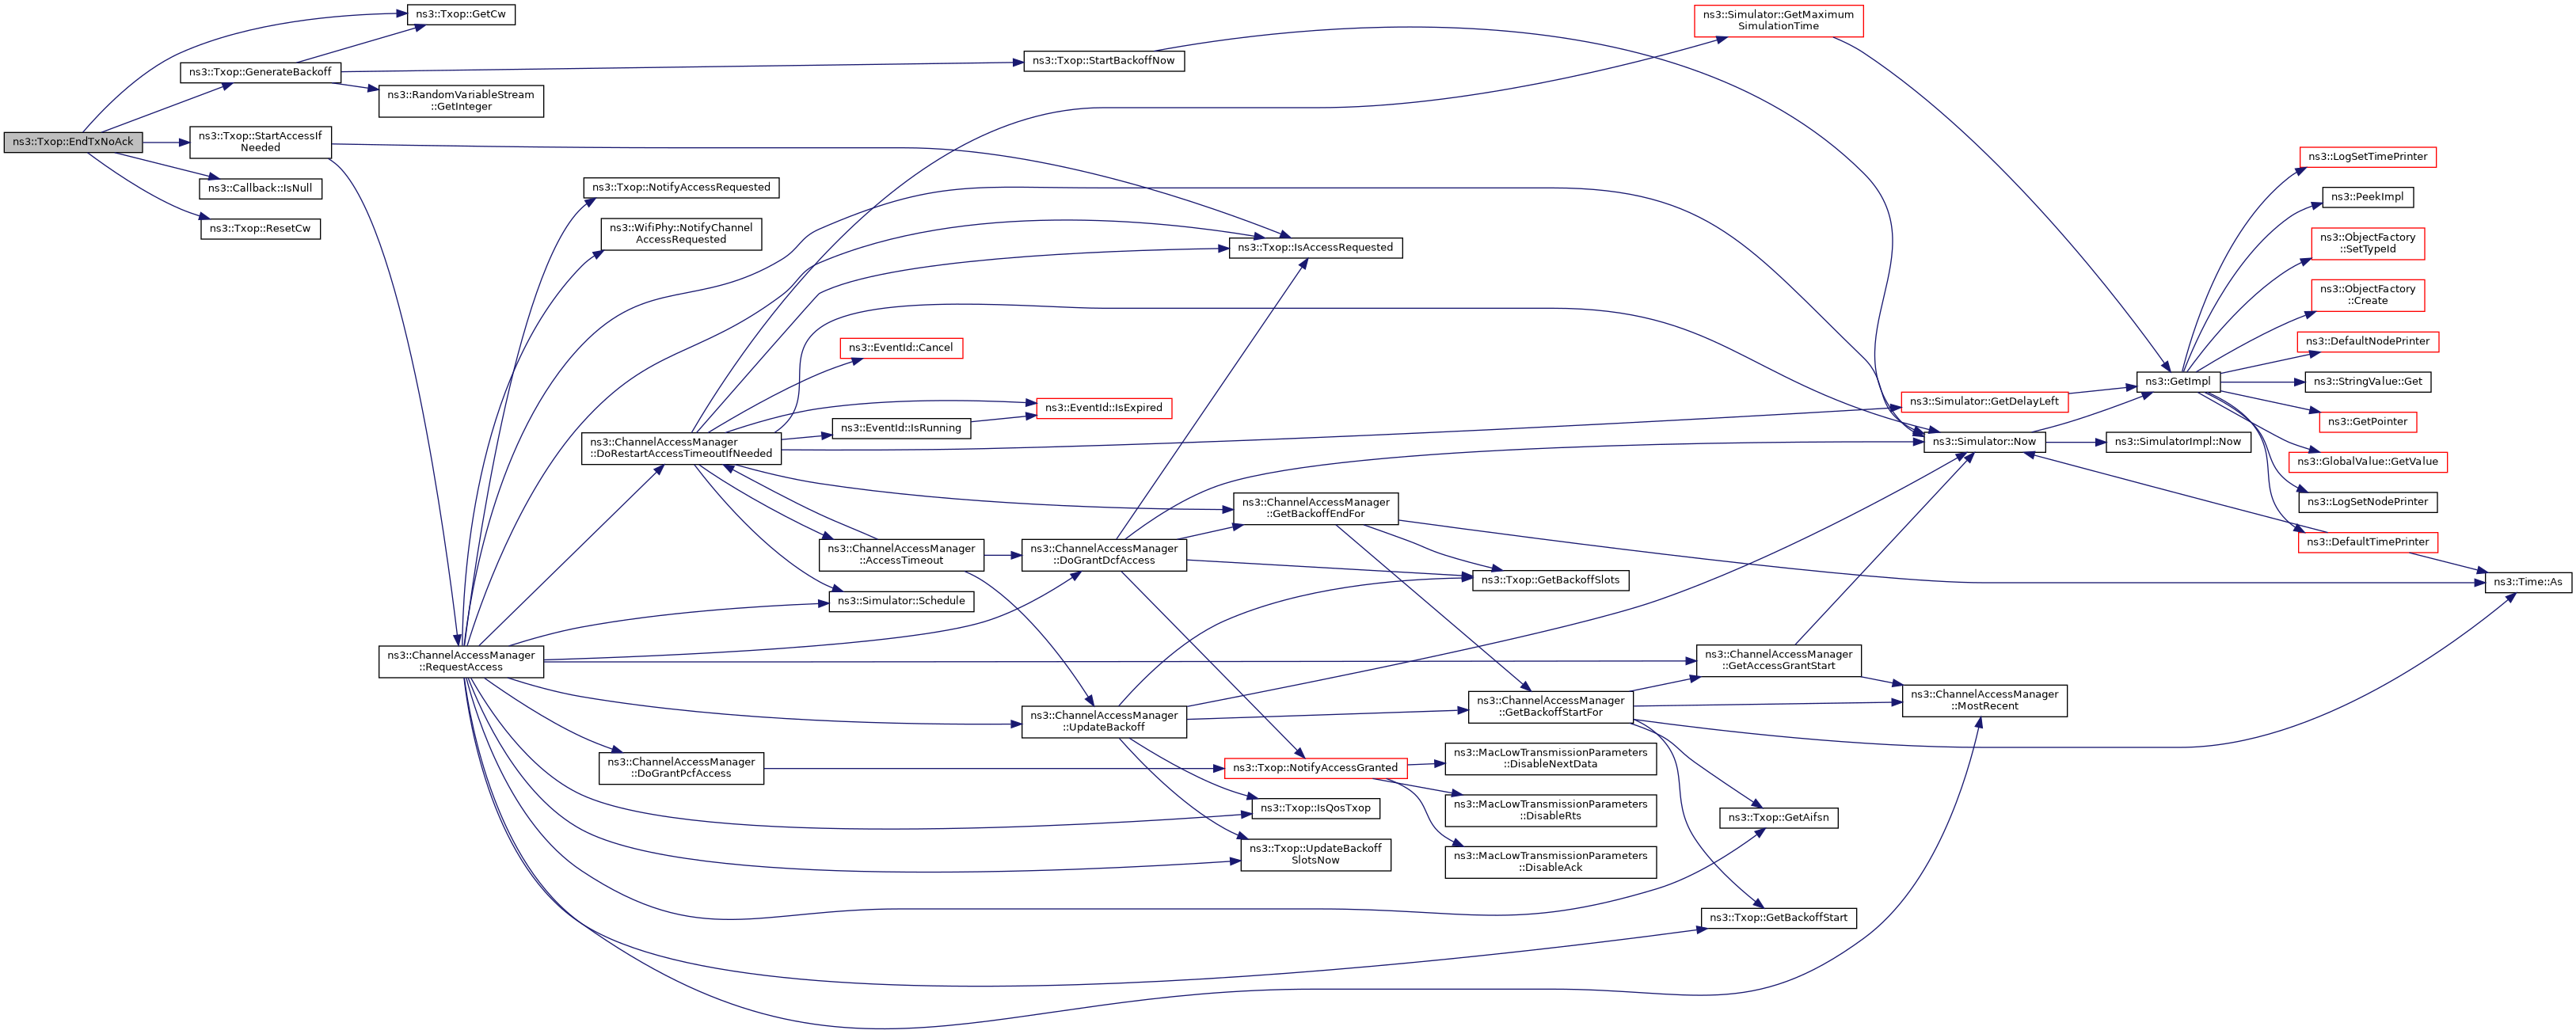 ns3::Txop::EndTxNoAck
ns3::Txop::GetCw
ns3::Txop::GenerateBackoff
ns3::RandomVariableStream
::GetInteger
ns3::Txop::StartAccessIf
Needed
ns3::Callback::IsNull
ns3::Txop::ResetCw
ns3::Txop::StartBackoffNow
ns3::Txop::NotifyAccessRequested
ns3::WifiPhy::NotifyChannel
AccessRequested
ns3::ChannelAccessManager
::RequestAccess
ns3::ChannelAccessManager
::DoRestartAccessTimeoutIfNeeded
ns3::ChannelAccessManager
::DoGrantPcfAccess
ns3::EventId::Cancel
ns3::EventId::IsRunning
ns3::EventId::IsExpired
ns3::ChannelAccessManager
::AccessTimeout
ns3::Simulator::Schedule
ns3::ChannelAccessManager
::DoGrantDcfAccess
ns3::ChannelAccessManager
::UpdateBackoff
ns3::Txop::IsAccessRequested
ns3::ChannelAccessManager
::GetBackoffEndFor
ns3::Txop::GetBackoffSlots
ns3::ChannelAccessManager
::GetBackoffStartFor
ns3::Txop::NotifyAccessGranted
ns3::Txop::IsQosTxop
ns3::Txop::UpdateBackoff
SlotsNow
ns3::MacLowTransmissionParameters
::DisableNextData
ns3::MacLowTransmissionParameters
::DisableRts
ns3::MacLowTransmissionParameters
::DisableAck
ns3::Simulator::GetMaximum
SimulationTime
ns3::ChannelAccessManager
::GetAccessGrantStart
ns3::Txop::GetAifsn
ns3::Txop::GetBackoffStart
ns3::Simulator::GetDelayLeft
ns3::Simulator::Now
ns3::ChannelAccessManager
::MostRecent
ns3::GetImpl
ns3::SimulatorImpl::Now
ns3::LogSetTimePrinter
ns3::PeekImpl
ns3::ObjectFactory
::SetTypeId
ns3::ObjectFactory
::Create
ns3::DefaultNodePrinter
ns3::StringValue::Get
ns3::GetPointer
ns3::GlobalValue::GetValue
ns3::LogSetNodePrinter
ns3::DefaultTimePrinter
ns3::Time::As